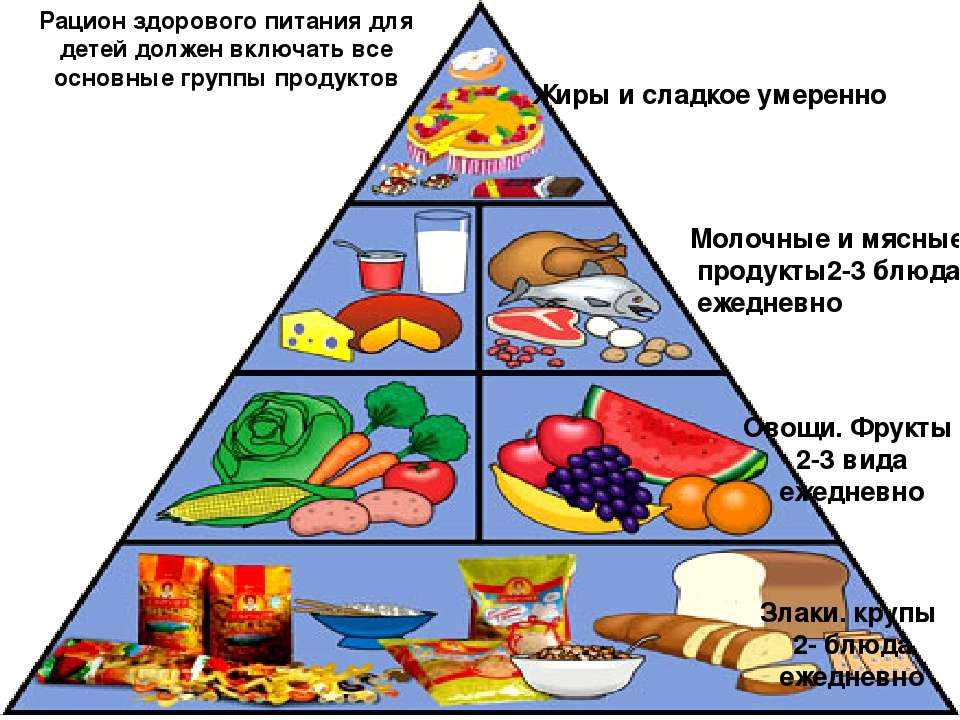 Рацион здорового питания для
детей должен включать все
основные группы продуктов
Жиры и сладкое умеренно
Молочные и мясные
продукты2-3 блюда
ежедневно
Овощи. Фрукты
2-3 вида
ежедневно
Злаки. крупы
2- блюда
ежедневно